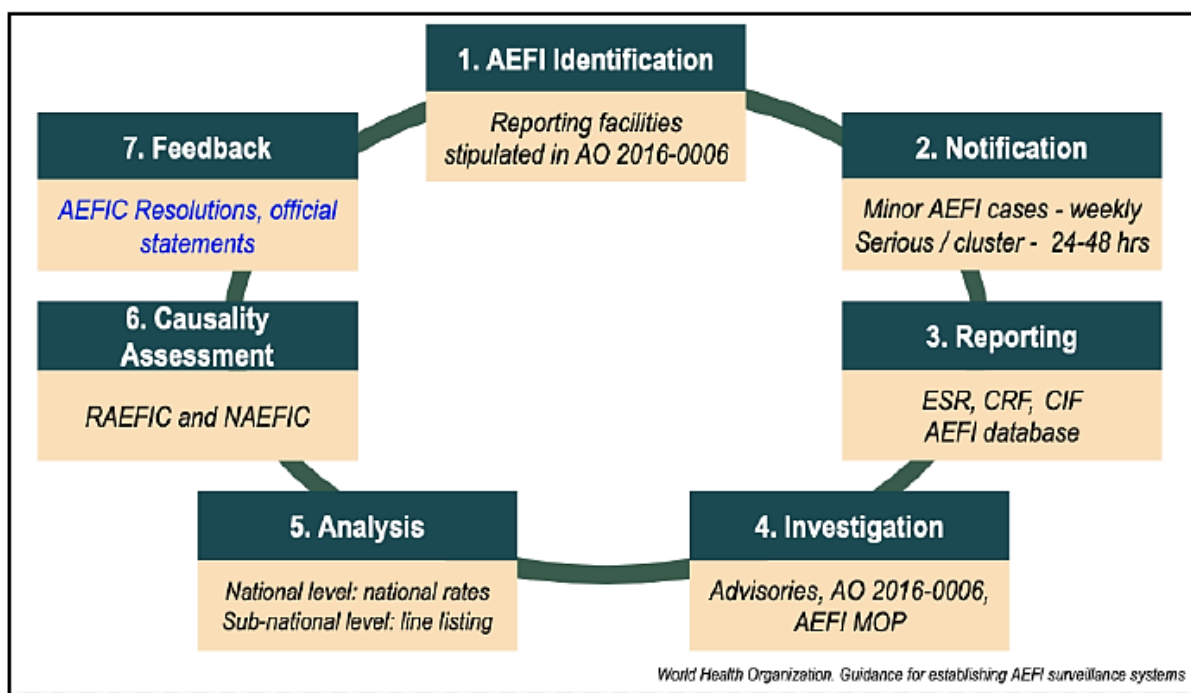 1. AEFI Identification
Reporting facilities
stipulated in AO 2016-0006
2. Notification
Minor AEFI cases - weekly
Serious / cluster - 24-48 hrs
3. Reporting
ESR, CRF, CIF
AEFI database
4. Investigation
Advisories, AO 2016-0006,
AEFI MOP
5. Analysis
National level: national rates
Sub-national level: line listing
6. Causality
Assessment
RAEFIC and NAEFIC
7. Feedback
AEFIC Resolutions, official
statements
World Health Organization. Guidance for establishing AEFI surveillance systems